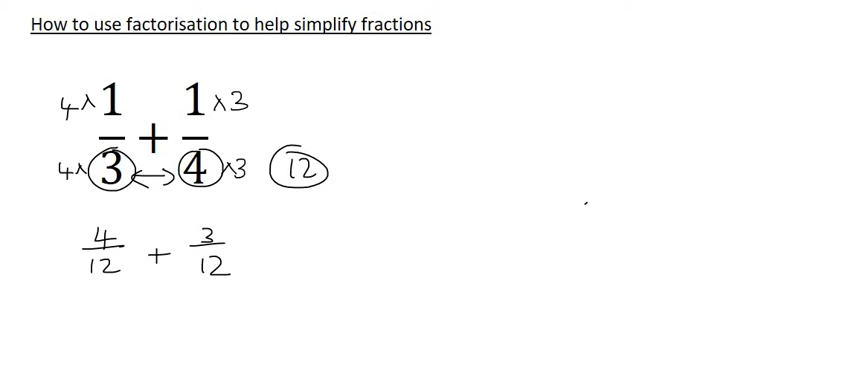 How to use factorisation to help simplify fractions
4× 1/3 ×4 + 1/4 ×3 ×3 12
4/12 + 3/12